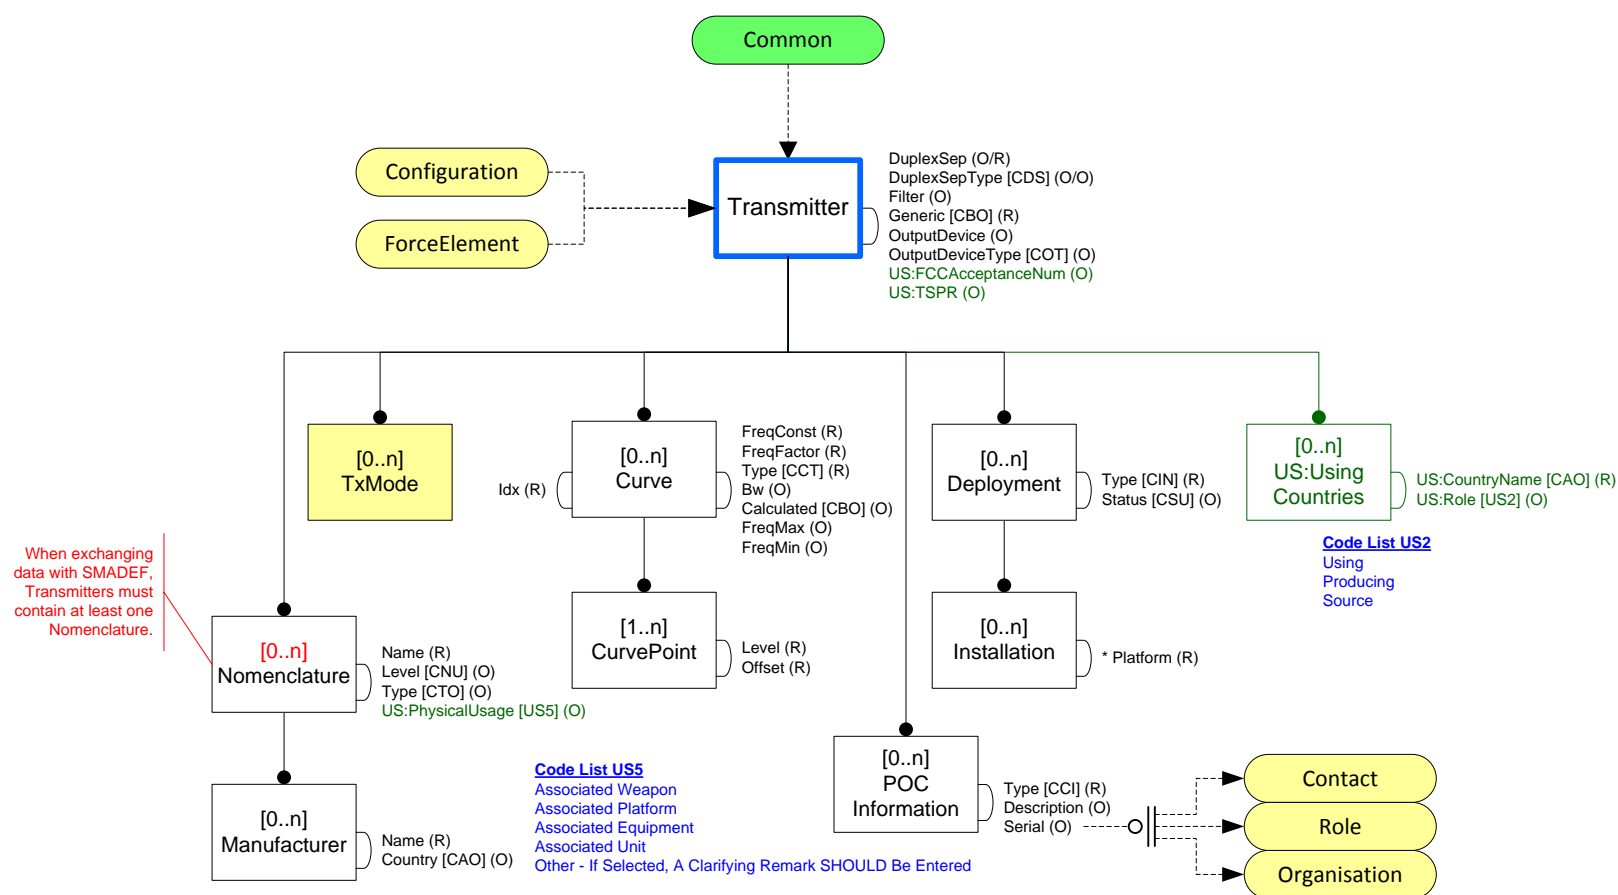 Common
Configuration
ForceElement
Transmitter
DuplexSep (O/R)
DuplexSepType [CDS] (O/O)
Filter (O)
Generic [CBO] (R)
OutputDevice (O)
OutputDeviceType [COT] (O)
US:FCCAcceptanceNum (O)
US:TSPR (O)
[0..n]
TxMode
Idx (R)
[0..n]
Curve
FreqConst (R)
FreqFactor (R)
Type [CCT] (R)
Bw (O)
Calculated [CBO] (O)
FreqMax (O)
FreqMin (O)
[0..n]
Deployment
Type [CIN] (R)
Status [CSU] (O)
[0..n]
US:Using
Countries
US:CountryName [CAO] (R)
US:Role [US2] (O)
Code List US2
Using
Producing
Source
When exchanging
data with SMADEF,
Transmitters must
contain at least one
Nomenclature.
[0..n]
Nomenclature
Name (R)
Level [CNU] (O)
Type [CTO] (O)
US:PhysicalUsage [US5] (O)
[1..n]
CurvePoint
Level (R)
Offset (R)
[0..n]
Installation
* Platform (R)
[0..n]
Manufacturer
Name (R)
Country [CAO] (O)
Code List US5
Associated Weapon
Associated Platform
Associated Equipment
Associated Unit
Other - If Selected, A Clarifying Remark SHOULD Be Entered
[0..n]
POC
Information
Type [CCI] (R)
Description (O)
Serial (O)
Contact
Role
Organisation